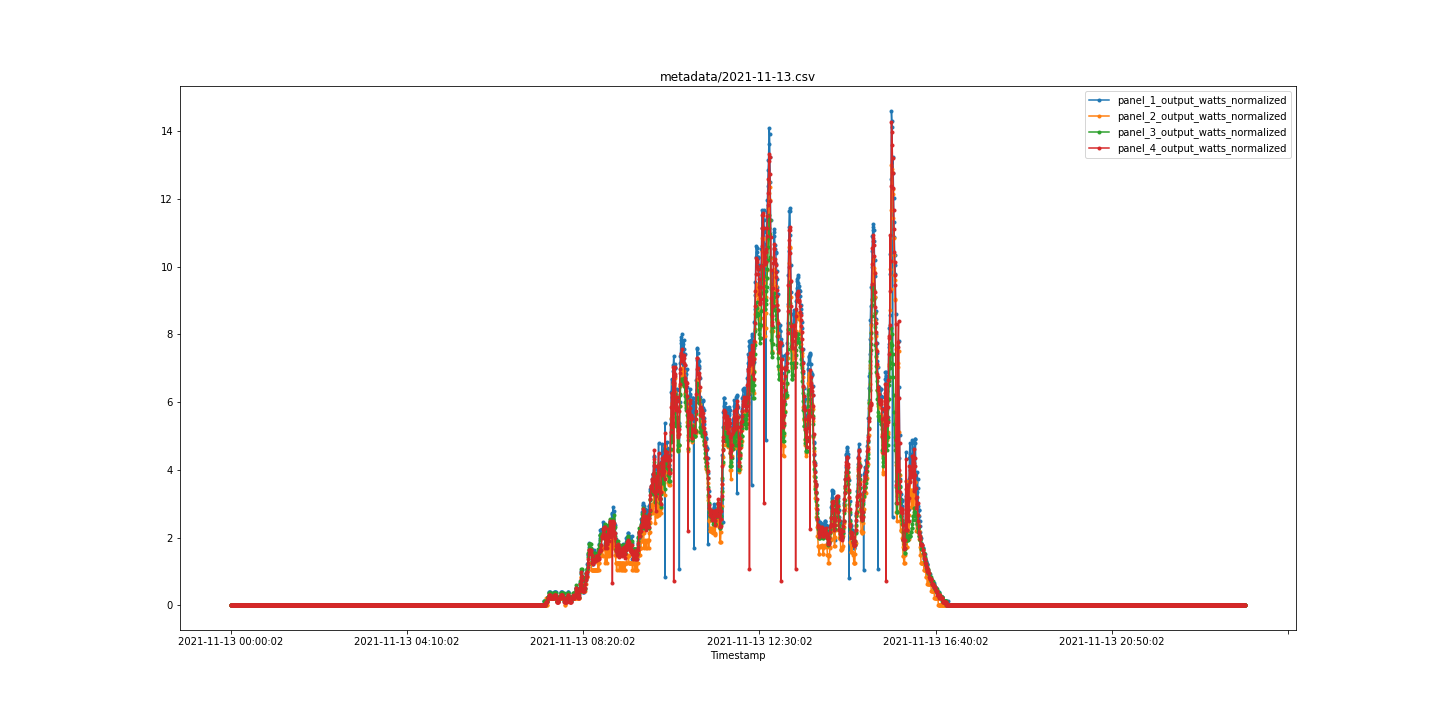 metadata/2021-11-13.csv
panel_1_output_watts_normalized
panel_2_output_watts_normalized
panel_3_output_watts_normalized
panel_4_output_watts_normalized
14
12
10
8
6
4
2
0
2021-11-13 00:00:02 2021-11-13 04:10:02 2021-11-13 08:20:02 2021-11-13 12:30:02 2021-11-13 16:40:02 2021-11-13 20:50:02
Timestamp